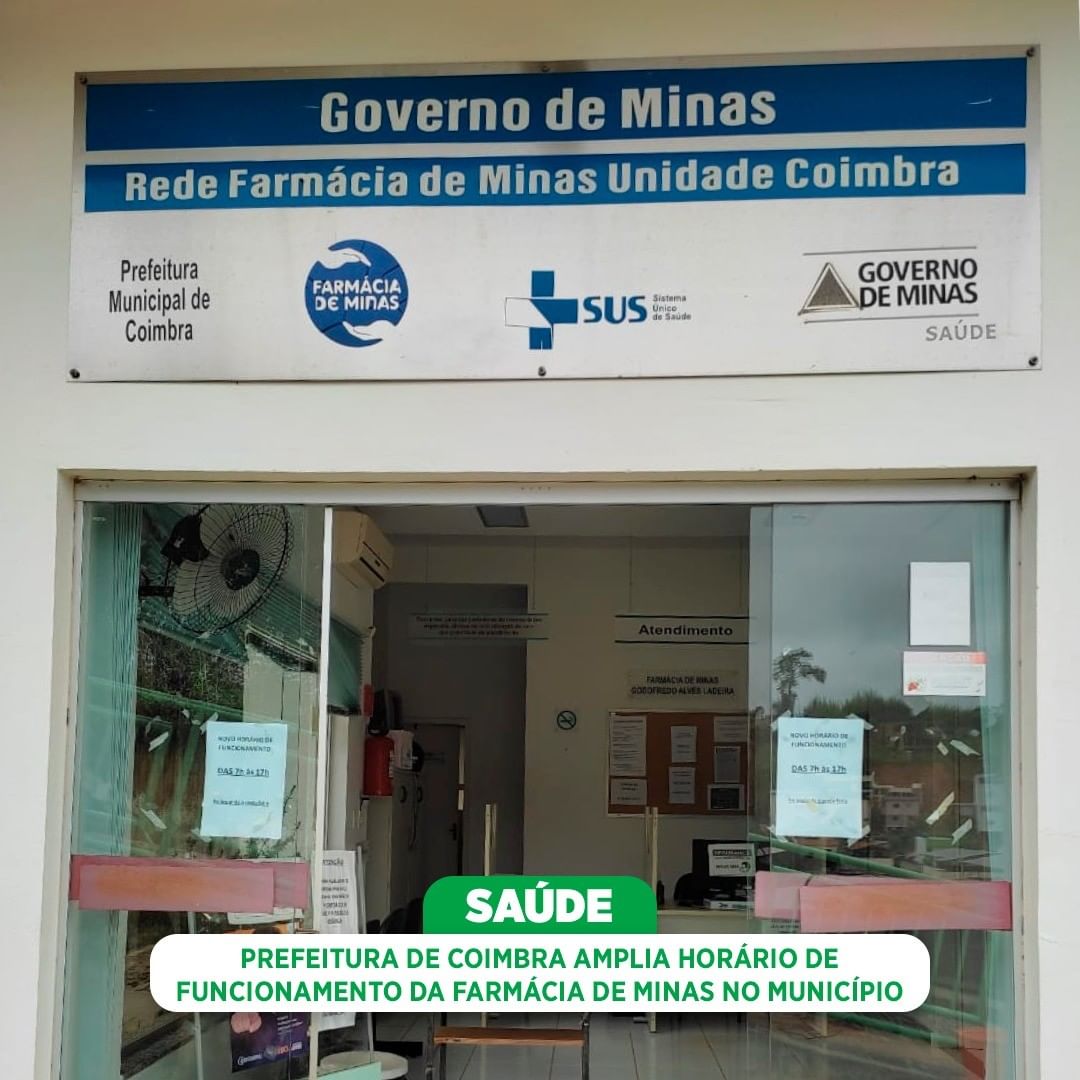 Governo de Minas
Rede Farmácia de Minas Unidade Coimbra
Prefeitura
Municipal de
Coimbra
FARMÁCIA
DE MINAS
SUS
Sistema
Único
de Saúde
GOVERNO
DE MINAS
SAÚDE
Atendimento
FARMÁCIA DE MINAS
GODOFREDO ALVES LADEIRA
NOVO HORÁRIO DE
FUNCIONAMENTO
DAS 7h às 17h
NOVO HORÁRIO DE
FUNCIONAMENTO
DAS 7h às 17h
SAÚDE
PREFEITURA DE COIMBRA AMPLIA HORÁRIO DE
FUNCIONAMENTO DA FARMÁCIA DE MINAS NO MUNICÍPIO